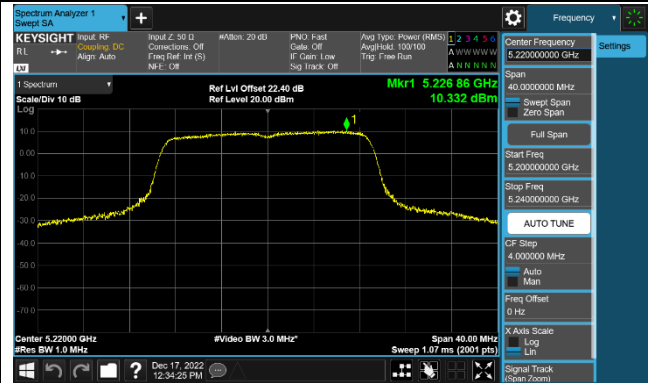 Spectrum Analyzer 1
Swept SA
Frequency
KEYSIGHT
RL
LXI
Input: RF
Coupling: DC
Align: Auto
Input Z: 50 Ω
Corrections: Off
Freq Ref: Int (S)
NFE: Off
#Atten: 20 dB
PNO: Fast
Gate: Off
IF Gain: Low
Sig Track: Off
Avg Type: Power (RMS)
Avg|Hold: 100/100
Trig: Free Run
1 2 3 4 5 6
A W W W W W
A N N N N N
1 Spectrum
Scale/Div 10 dB
Log
Ref Lvl Offset 22.40 dB
Ref Level 20.00 dBm
Mkr1 5.226 86 GHz
10.332 dBm
1
10.0
0.00
-10.0
-20.0
-30.0
-40.0
-50.0
-60.0
-70.0
Center 5.22000 GHz
#Res BW 1.0 MHz
#Video BW 3.0 MHz*
Span 40.00 MHz
Sweep 1.07 ms (2001 pts)
?
Dec 17, 2022
12:34:25 PM
Center Frequency
5.220000000 GHz
Settings
Span
40.0000000 MHz
Swept Span
Zero Span
Full Span
Start Freq
5.200000000 GHz
Stop Freq
5.240000000 GHz
AUTO TUNE
CF Step
4.000000 MHz
Auto
Man
Freq Offset
0 Hz
X Axis Scale
Log
Lin
Signal Track
(Span Zoom)